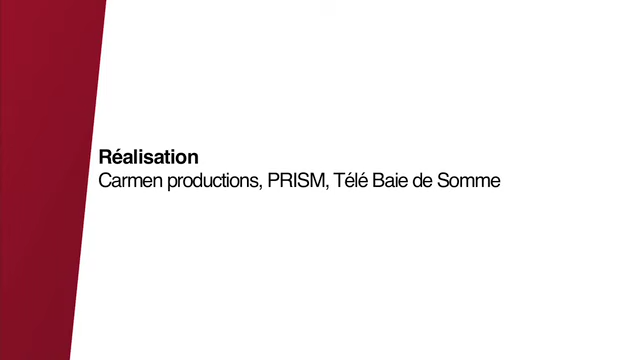 Réalisation
Carmen productions, PRISM, Télé Baie de Somme